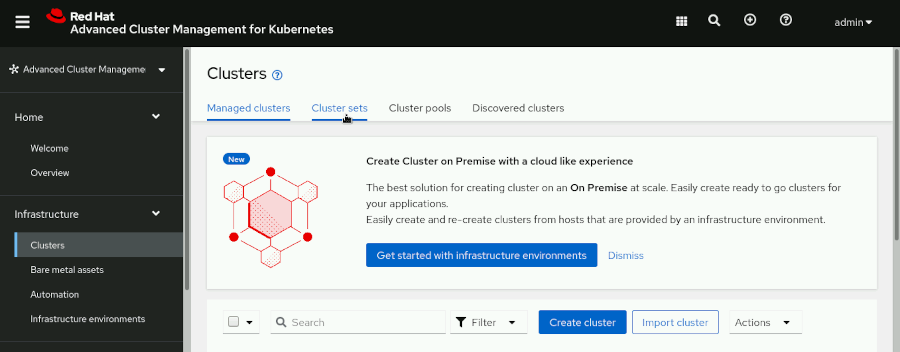 Red Hat
Advanced Cluster Management for Kubernetes
admin
Advanced Cluster Manageme
Home
Welcome
Overview
Infrastructure
Clusters
Bare metal assets
Automation
Infrastructure environments
Clusters
Managed clusters Cluster sets Cluster pools Discovered clusters
New
Create Cluster on Premise with a cloud like experience
The best solution for creating cluster on an On Premise at scale. Easily create ready to go clusters for
your applications.
Easily create and re-create clusters from hosts that are provided by an infrastructure environment.
Get started with infrastructure environments Dismiss
Search Filter Create cluster Import cluster Actions